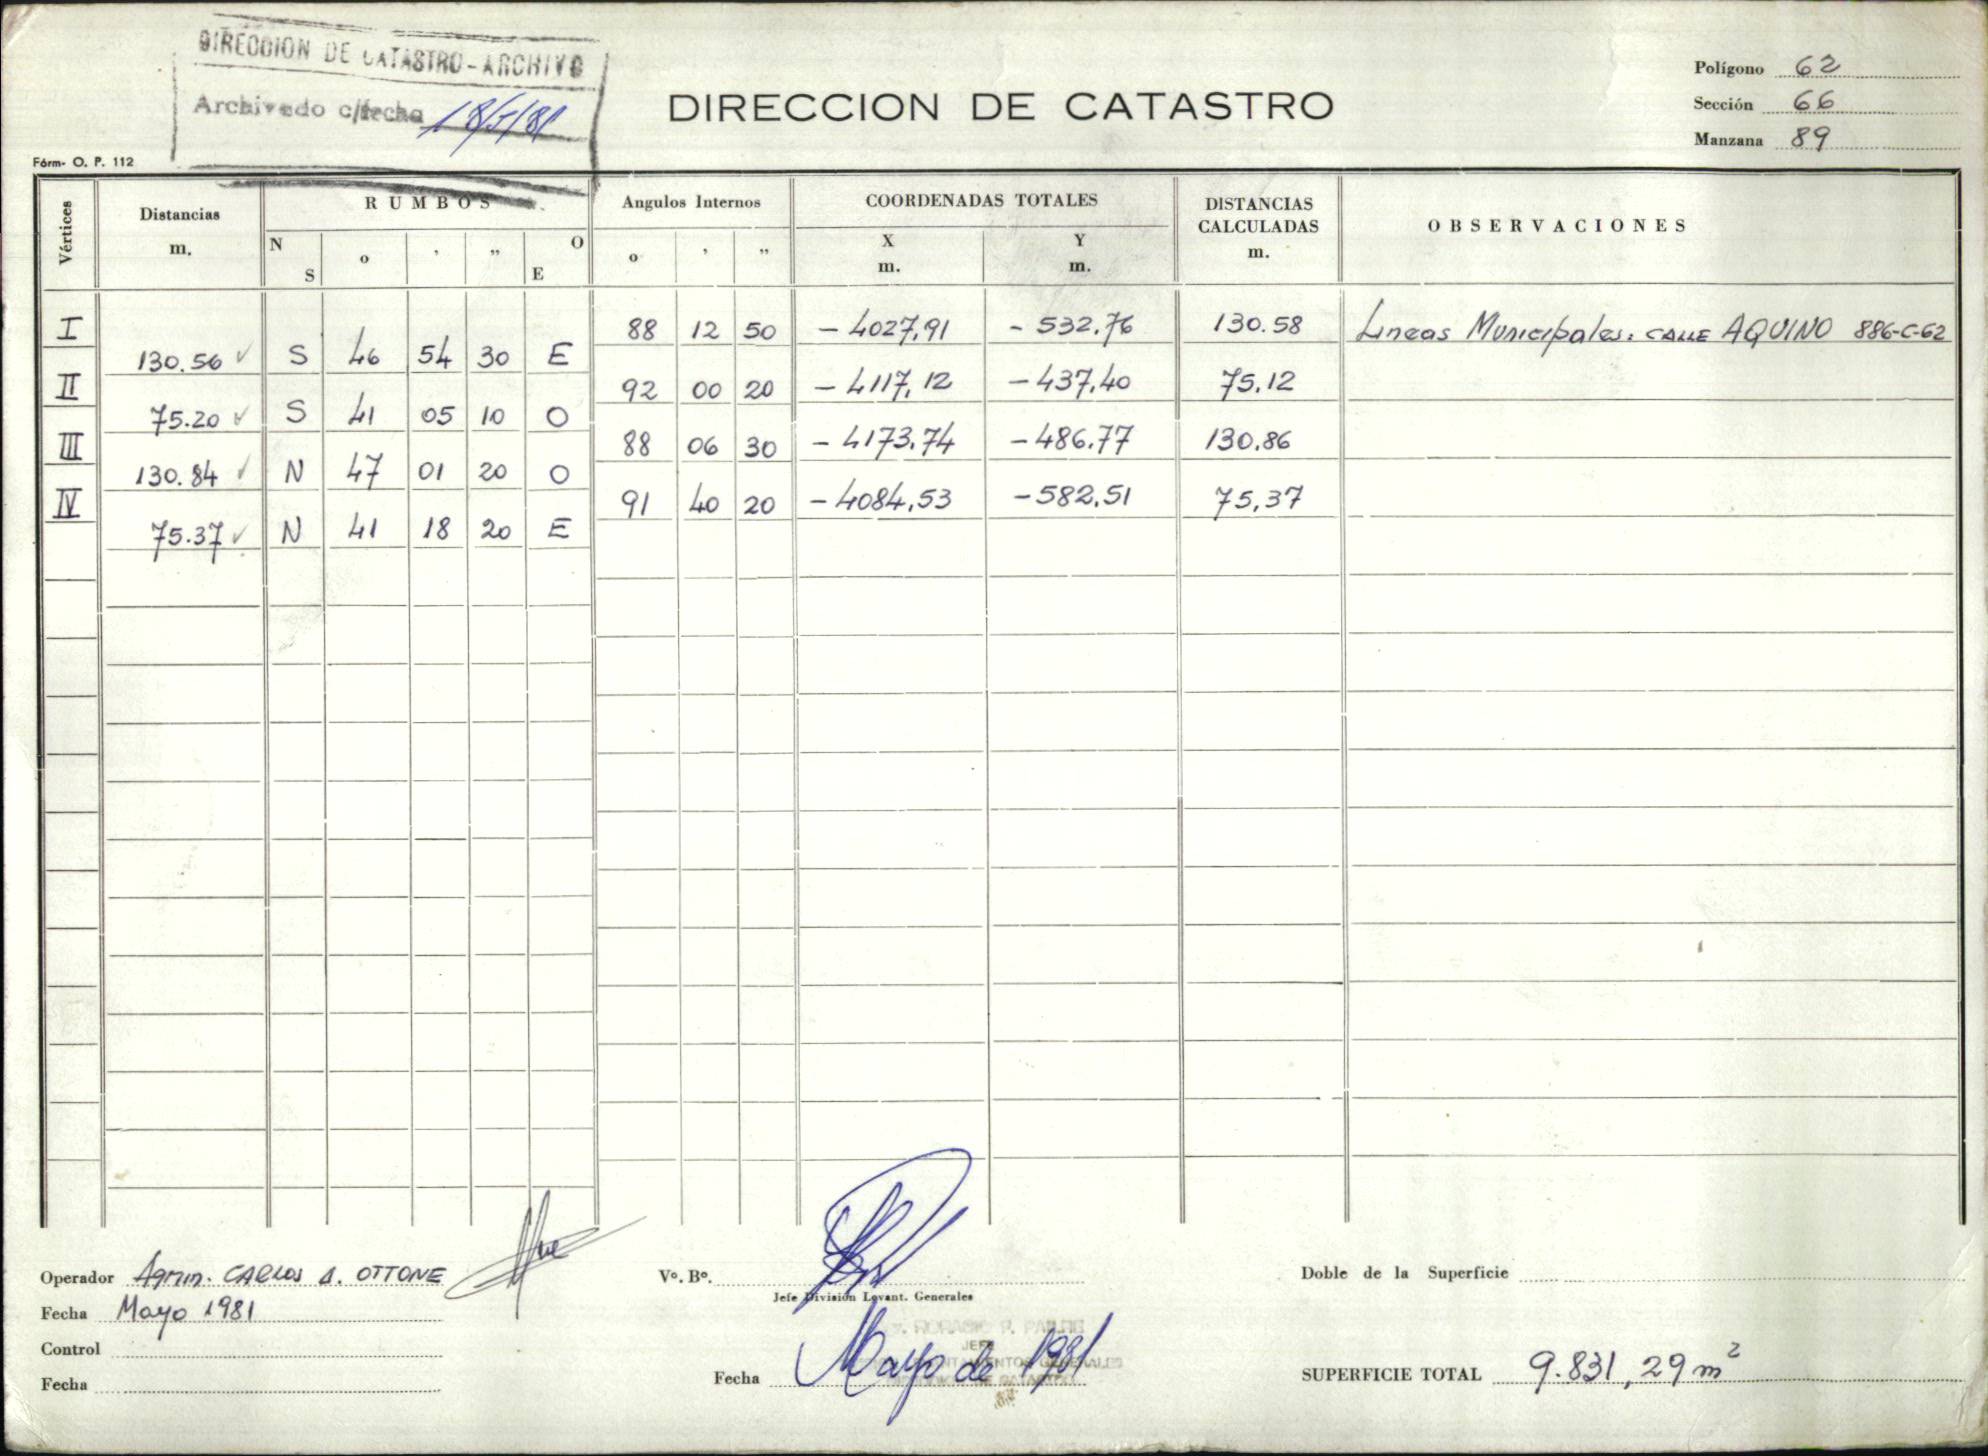 DIRECCION DE CATASTRO-ARCHIVO
Archivado c/fecha 18/5/81
DIRECCION DE CATASTRO
Polígono 62
Sección 66
Manzana 89
Fórm- O. P. 112
Vértices
Distancias
m.
RUMBOS
N
S
o
,
,,
O
E
Angulos Internos
o
,
,,
COORDENADAS TOTALES
X
m.
Y
m.
DISTANCIAS
CALCULADAS
m.
OBSERVACIONES
I 88 12 50 - 4027,91 - 532.76 130.58 Lineas Municipales: CALLE AQUINO 886-C-62
130.56 S 46 54 30 E
II 92 00 20 - 4117,12 - 437,40 75.12
75.20 S 41 05 10 O
III 88 06 30 - 4173.74 - 486.77 130.86
130.84 N 47 01 20 O
IV 91 40 20 - 4084,53 - 582,51 75,37
75.37 N 41 18 20 E
Operador Agrim. CARLOS A. OTTONE
Fecha Mayo 1981
Control
Fecha
Vº. Bº.
Jefe División Levant. Generales
JEFE
Fecha Mayo de 1981
Doble de la Superficie
SUPERFICIE TOTAL 9.831,29 m²